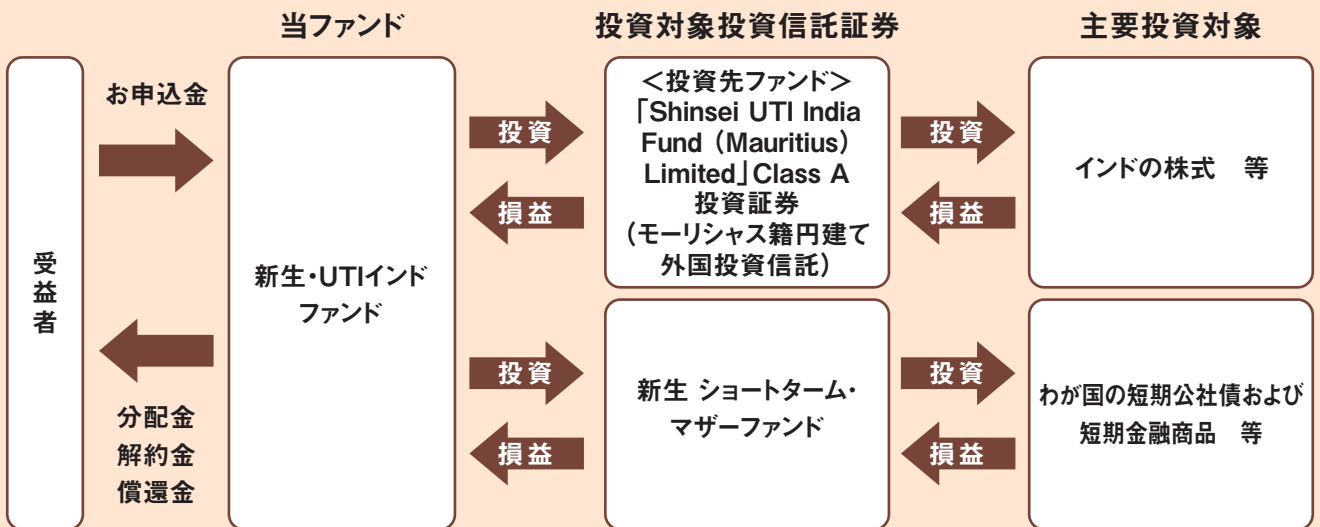 当ファンド
投資対象投資信託証券
主要投資対象
受益者
お申込金
分配金
解約金
償還金
新生・UTIインド
ファンド
投資
損益
＜投資先ファンド＞
「Shinsei UTI India
Fund （Mauritius）
Limited」Class A
投資証券
（モーリシャス籍円建て
外国投資信託）
投資
損益
インドの株式　等
投資
損益
新生 ショートターム・
マザーファンド
投資
損益
わが国の短期公社債および
短期金融商品　等